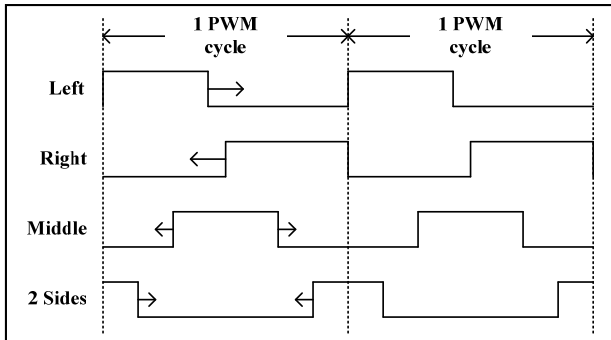 1 PWM
cycle
1 PWM
cycle
Left
Right
Middle
2 Sides